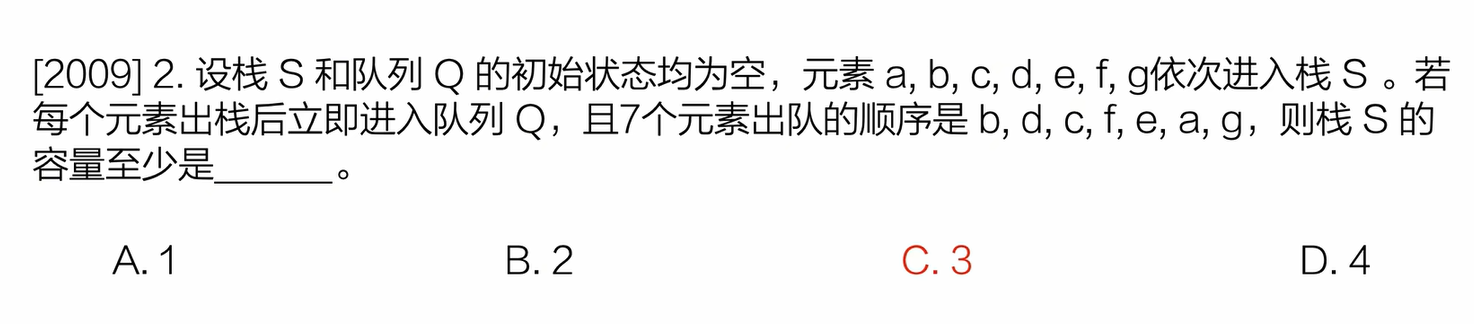 [2009] 2. 设栈 S 和队列 Q 的初始状态均为空，元素 a, b, c, d, e, f, g依次进入栈 S 。若
每个元素出栈后立即进入队列 Q，且7个元素出队的顺序是 b, d, c, f, e, a, g，则栈 S 的
容量至少是______。
A. 1 B. 2 C. 3 D. 4